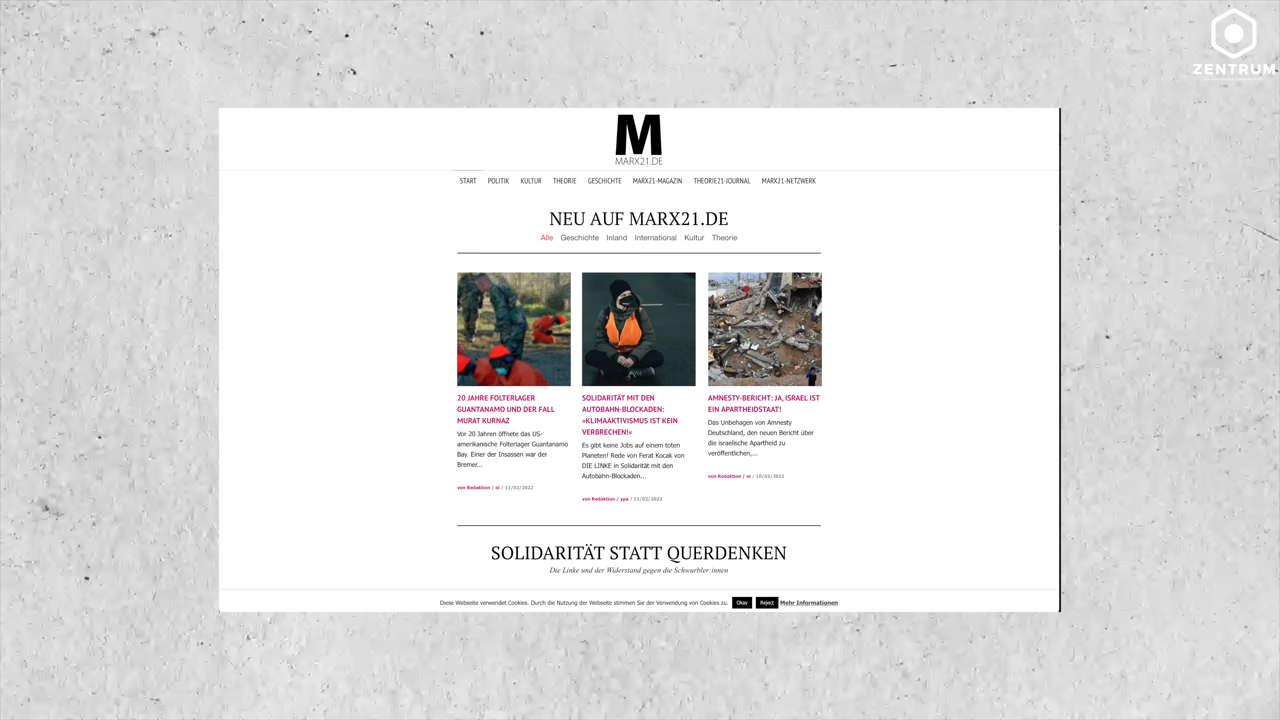 ZENTRUM
M
MARX21.DE
START POLITIK KULTUR THEORIE GESCHICHTE MARX21-MAGAZIN THEORIE21-JOURNAL MARX21-NETZWERK
NEU AUF MARX21.DE
Alle Geschichte Inland International Kultur Theorie
20 JAHRE FOLTERLAGER
GUANTANAMO UND DER FALL
MURAT KURNAZ
Vor 20 Jahren öffnete das US-
amerikanische Folterlager Guantanamo
Bay. Einer der Insassen war der
Bremer...
von Redaktion / oi / 11/02/2022
SOLIDARITÄT MIT DEN
AUTOBAHN-BLOCKADEN:
»KLIMAAKTIVISMUS IST KEIN
VERBRECHEN!«
Es gibt keine Jobs auf einem toten
Planeten! Rede von Ferat Kocak von
DIE LINKE in Solidarität mit den
Autobahn-Blockaden...
von Redaktion / ypa / 11/02/2022
AMNESTY-BERICHT: JA, ISRAEL IST
EIN APARTHEIDSTAAT!
Das Unbehagen von Amnesty
Deutschland, den neuen Bericht über
die israelische Apartheid zu
veröffentlichen,...
von Redaktion / oi / 10/02/2022
SOLIDARITÄT STATT QUERDENKEN
Die Linke und der Widerstand gegen die Schwurbler:innen
Diese Webseite verwendet Cookies. Durch die Nutzung der Webseite stimmen Sie der Verwendung von Cookies zu. Okay Reject Mehr Informationen